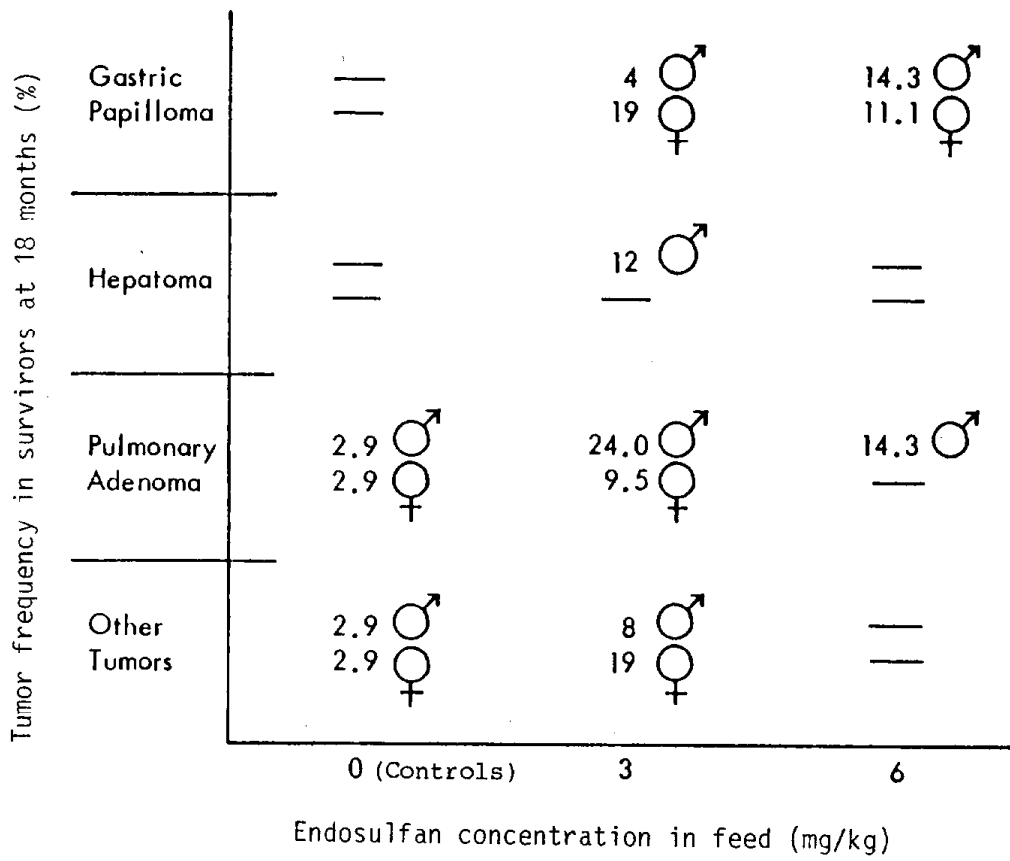 Tumor frequency in survirors at 18 months (%)
Gastric
Papilloma
— 4 ♂ 14.3 ♂
— 19 ♀ 11.1 ♀
Hepatoma
— 12 ♂ —
— — —
Pulmonary
Adenoma
2.9 ♂ 24.0 ♂ 14.3 ♂
2.9 ♀ 9.5 ♀ —
Other
Tumors
2.9 ♂ 8 ♂ —
2.9 ♀ 19 ♀ —
0 (Controls) 3 6
Endosulfan concentration in feed (mg/kg)